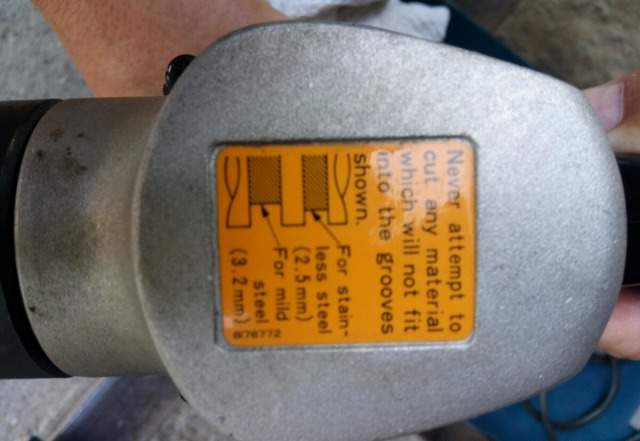 Never attempt to
cut any material
which will not fit
into the grooves
shown.
For stain-
less steel
(2.5mm)
For mild
steel
(3.2mm)
876772